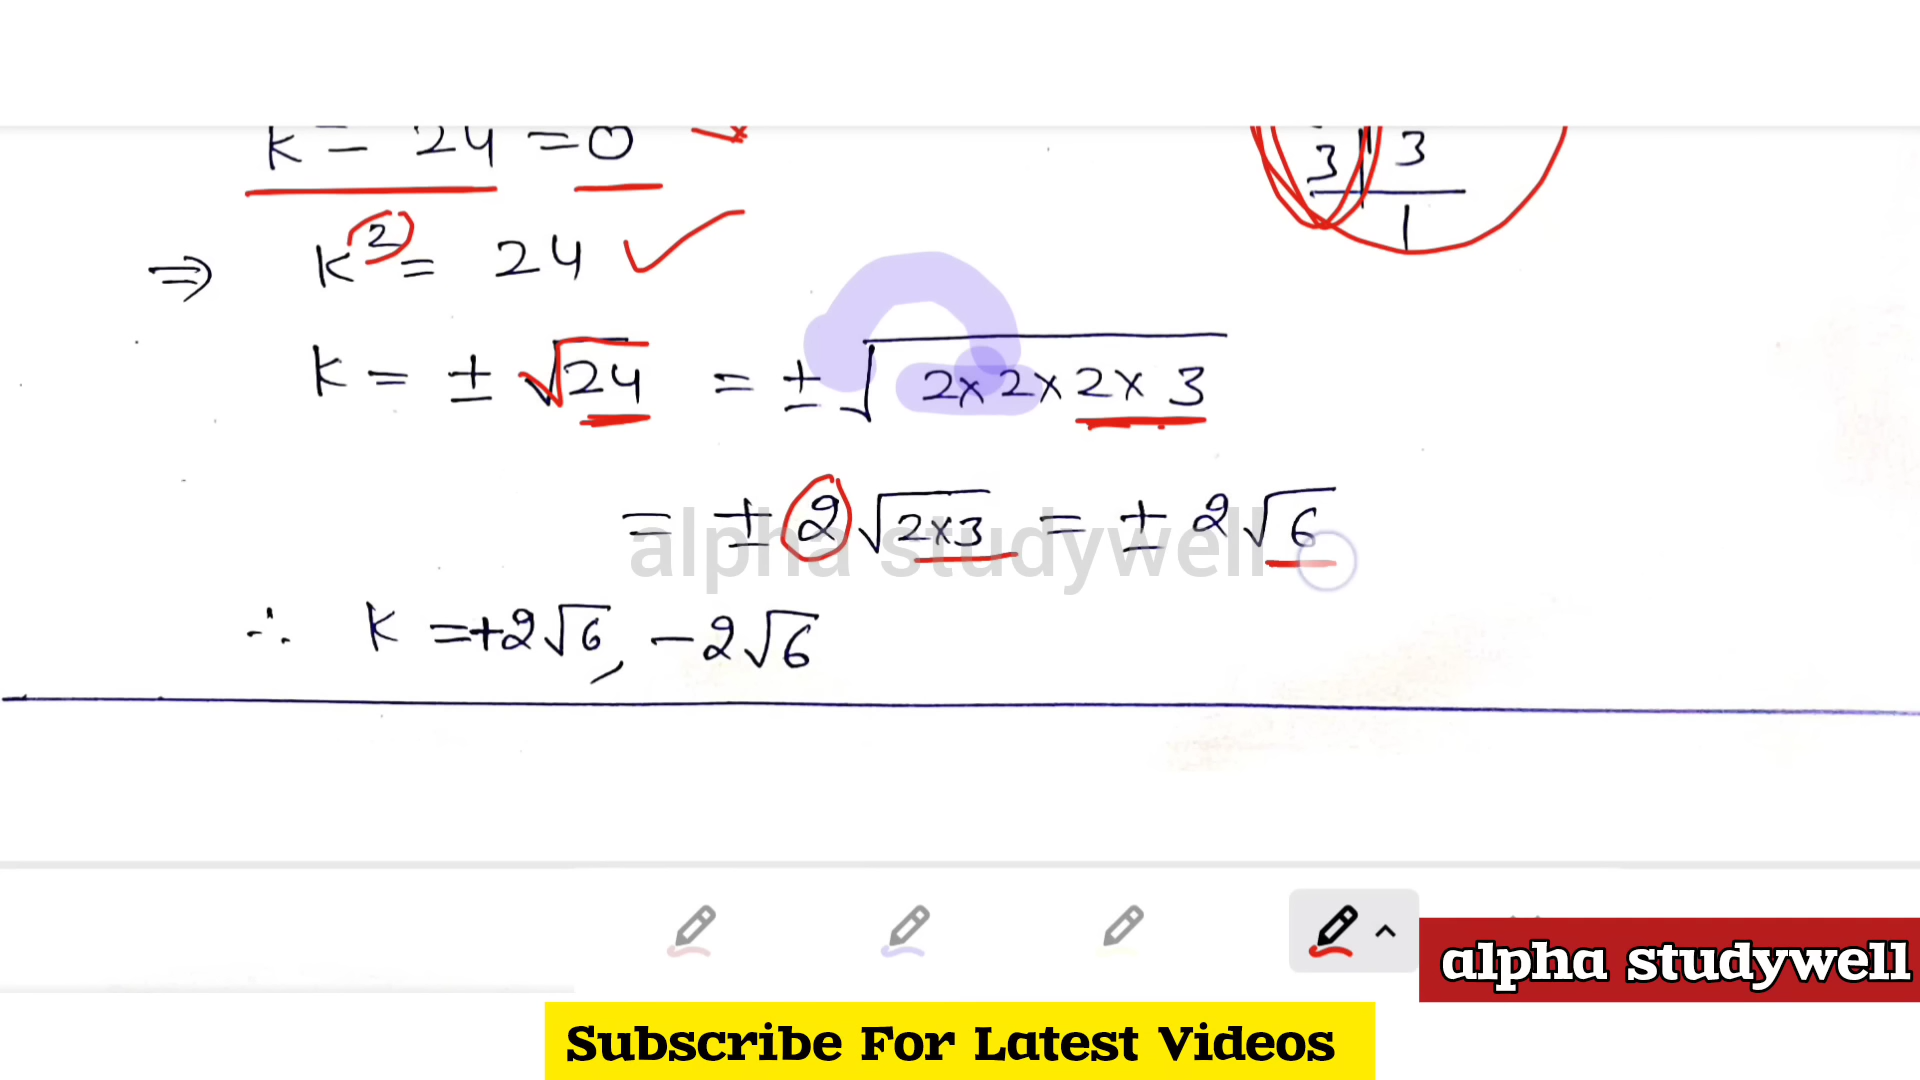 k - 24 = 0
3 | 3
1
⇒ k² = 24
k = ± √24 = ± √2×2×2×3
= ± 2 √2×3 = ± 2 √6
alpha studywell
∴ k = +2√6, -2√6
alpha studywell
Subscribe For Latest Videos